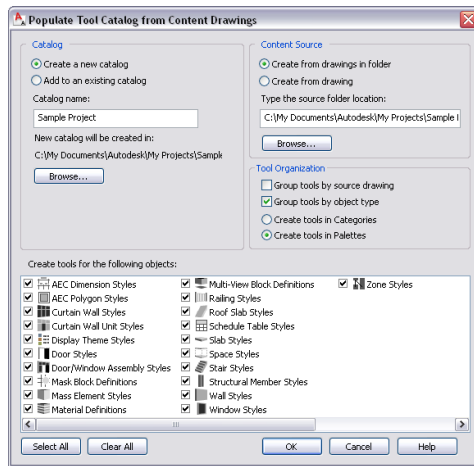 Populate Tool Catalog from Content Drawings
Catalog
Create a new catalog
Add to an existing catalog
Catalog name:
Sample Project
New catalog will be created in:
C:\My Documents\Autodesk\My Projects\Sampl
Browse...
Content Source
Create from drawings in folder
Create from drawing
Type the source folder location:
C:\My Documents\Autodesk\My Projects\Sample
Browse...
Tool Organization
Group tools by source drawing
Group tools by object type
Create tools in Categories
Create tools in Palettes
Create tools for the following objects:
AEC Dimension Styles
AEC Polygon Styles
Curtain Wall Styles
Curtain Wall Unit Styles
Display Theme Styles
Door Styles
Door/Window Assembly Styles
Mask Block Definitions
Mass Element Styles
Material Definitions
Multi-View Block Definitions
Railing Styles
Roof Slab Styles
Schedule Table Styles
Slab Styles
Space Styles
Stair Styles
Structural Member Styles
Wall Styles
Window Styles
Zone Styles
Select All
Clear All
OK
Cancel
Help